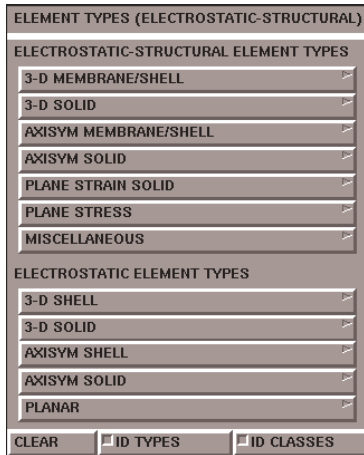 ELEMENT TYPES (ELECTROSTATIC-STRUCTURAL)
ELECTROSTATIC-STRUCTURAL ELEMENT TYPES
3-D MEMBRANE/SHELL
3-D SOLID
AXISYM MEMBRANE/SHELL
AXISYM SOLID
PLANE STRAIN SOLID
PLANE STRESS
MISCELLANEOUS
ELECTROSTATIC ELEMENT TYPES
3-D SHELL
3-D SOLID
AXISYM SHELL
AXISYM SOLID
PLANAR
CLEAR ID TYPES ID CLASSES